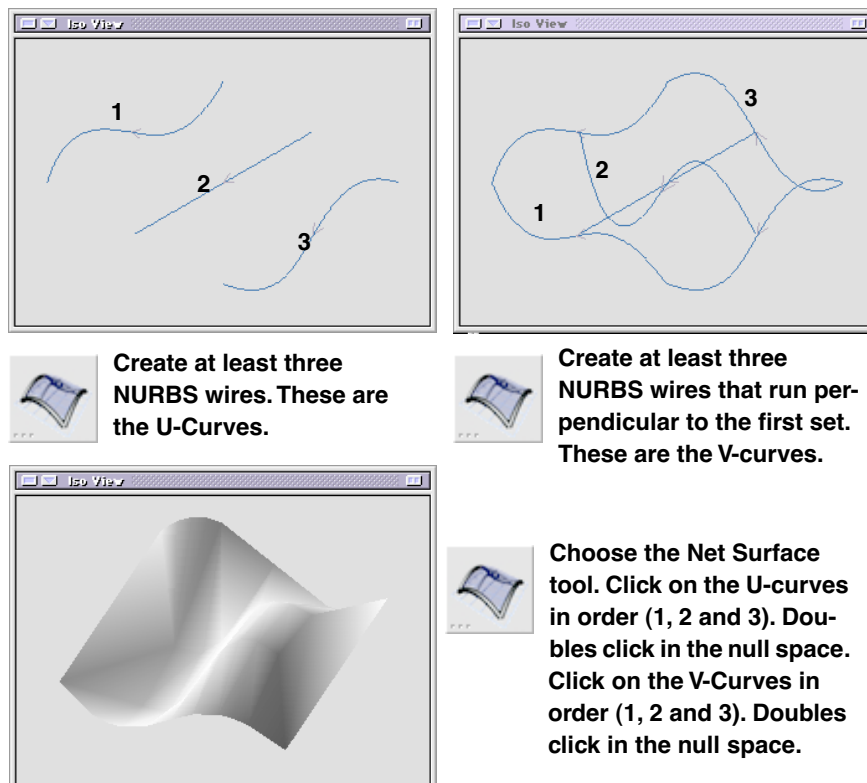 Iso View
1
2
3
Iso View
3
2
1
Create at least three
NURBS wires. These are
the U-Curves.
Create at least three
NURBS wires that run per-
pendicular to the first set.
These are the V-curves.
Iso View
Choose the Net Surface
tool. Click on the U-curves
in order (1, 2 and 3). Dou-
bles click in the null space.
Click on the V-Curves in
order (1, 2 and 3). Doubles
click in the null space.